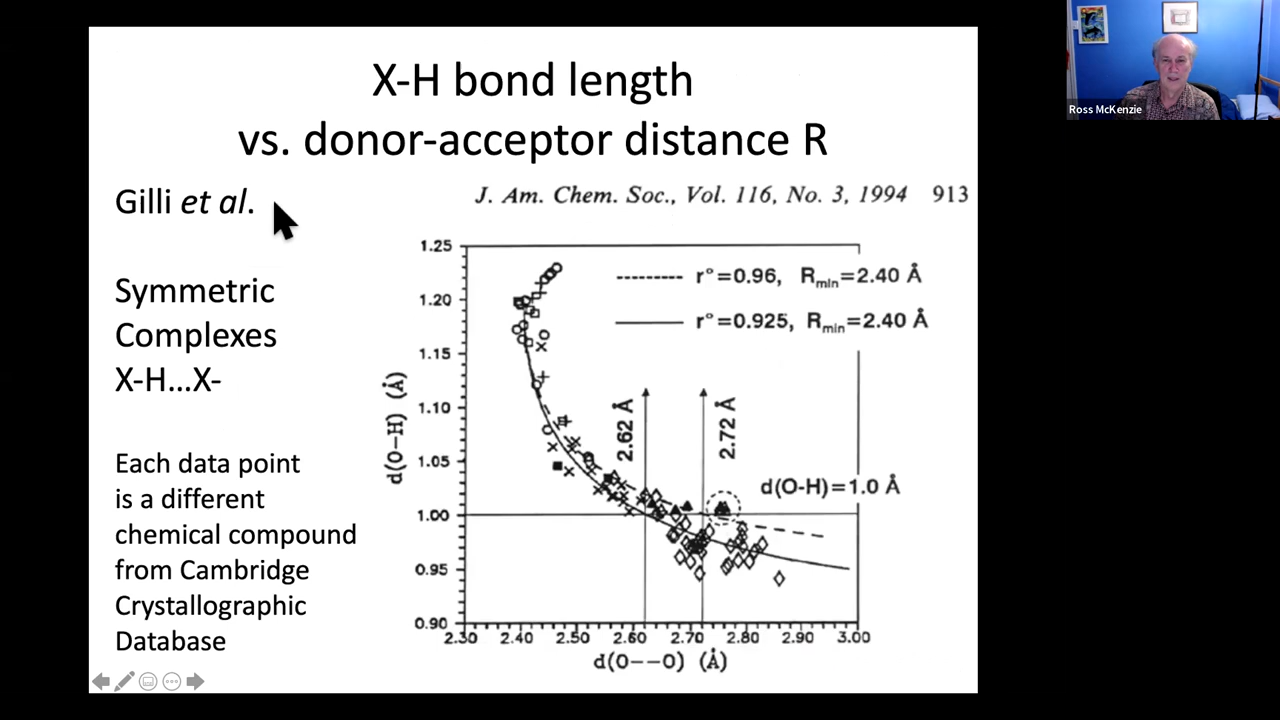 X-H bond length
vs. donor-acceptor distance R
Ross McKenzie
Gilli et al.
J. Am. Chem. Soc., Vol. 116, No. 3, 1994 913
Symmetric
Complexes
X-H...X-
Each data point
is a different
chemical compound
from Cambridge
Crystallographic
Database
1.25
1.20
1.15
1.10
1.05
1.00
0.95
0.90
d(O—H) (Å)
r°=0.96, Rmin=2.40 Å
r°=0.925, Rmin=2.40 Å
2.62 Å
2.72 Å
d(O-H)=1.0 Å
2.30 2.40 2.50 2.60 2.70 2.80 2.90 3.00
d(O--O) (Å)